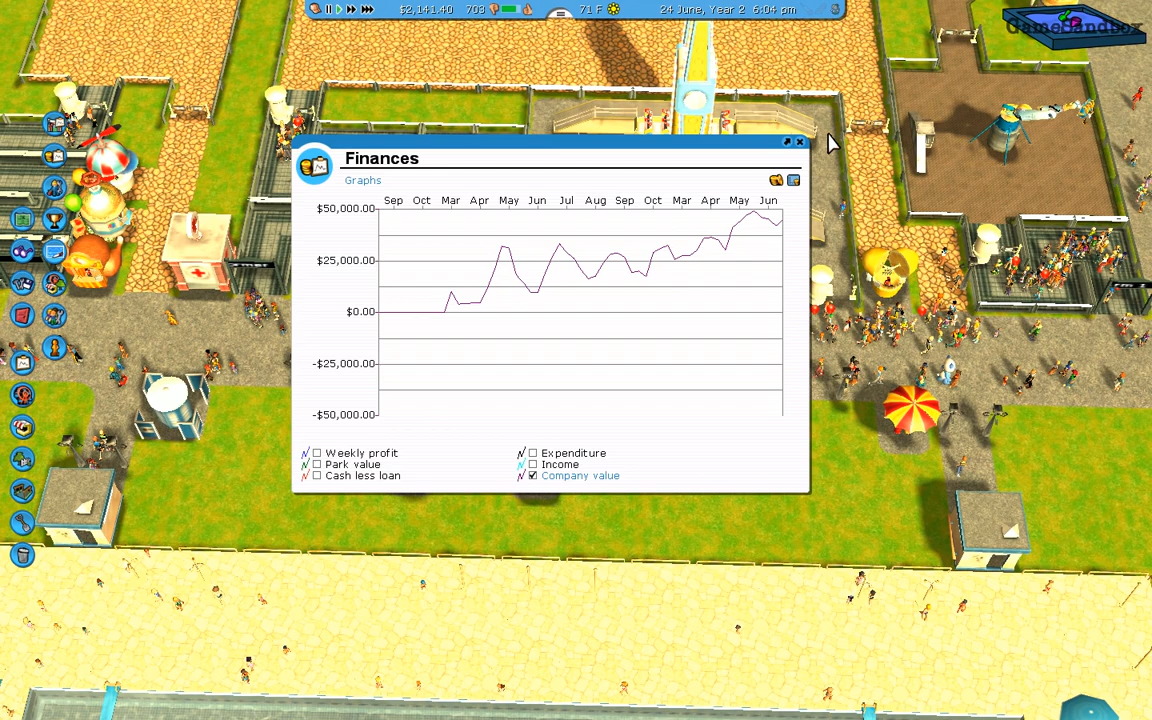 $2,141.40 703 71 F 24 June, Year 2 6:04 pm
GameSandbox
Finances
Graphs
Sep Oct Mar Apr May Jun Jul Aug Sep Oct Mar Apr May Jun
$50,000.00
$25,000.00
$0.00
-$25,000.00
-$50,000.00
Weekly profit Expenditure
Park value Income
Cash less loan Company value